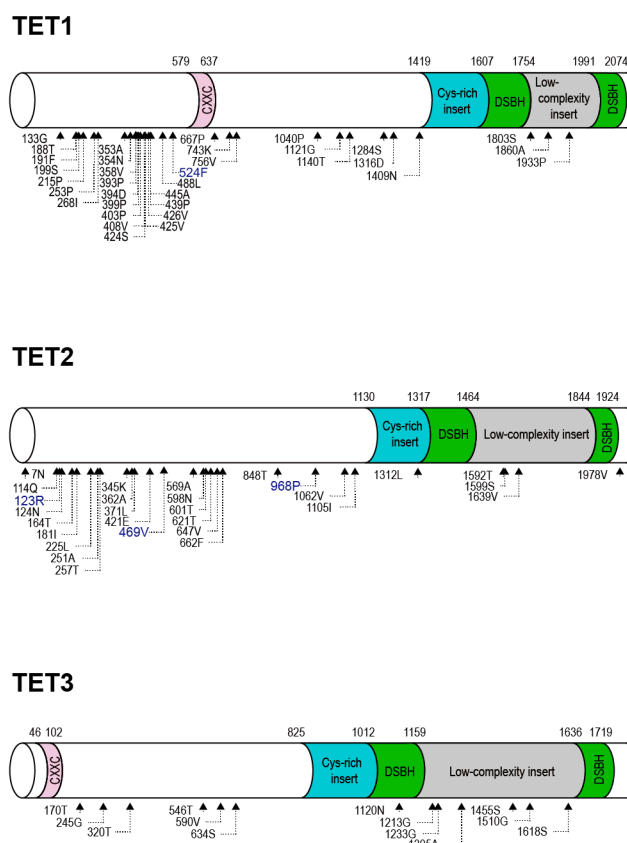 TET1
579 637 1419 1607 1754 1991 2074
CXXC
Cys-rich
insert
DSBH
Low-
complexity
insert
DSBH
133G 353A 667P 1040P 1284S 1803S
188T 354N 743K 1121G 1316D 1860A
191F 358V 524F 756V 1140T 1409N 1933P
199S 393P 488L
215P 394D 445A
253P 399P 439P
268I 403P 426V
408V 425V
424S
TET2
1130 1317 1464 1844 1924
Cys-rich
insert
DSBH
Low-complexity insert
DSBH
7N 345K 569A 848T 968P 1312L 1592T 1978V
114Q 362A 598N 1062V 1599S
123R 371L 601T 1105I 1639V
124N 421E 621T
164T 469V 647V
181I 662F
225L
251A
257T
TET3
46 102 825 1012 1159 1636 1719
CXXC
Cys-rich
insert
DSBH
Low-complexity insert
DSBH
170T 546T 1120N 1455S
245G 590V 1213G 1510G
320T 634S 1233G 1618S